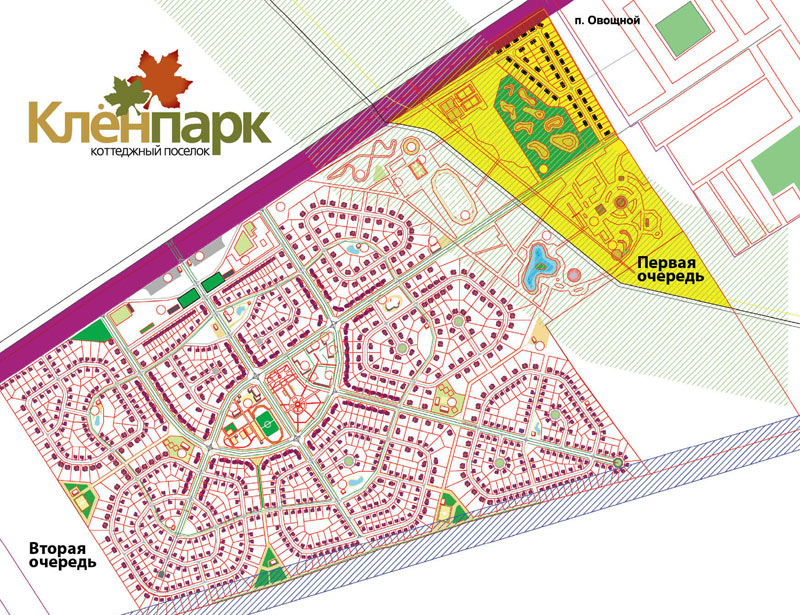 п. Овощной
Клёнпарк
коттеджный поселок
Первая
очередь
Вторая
очередь